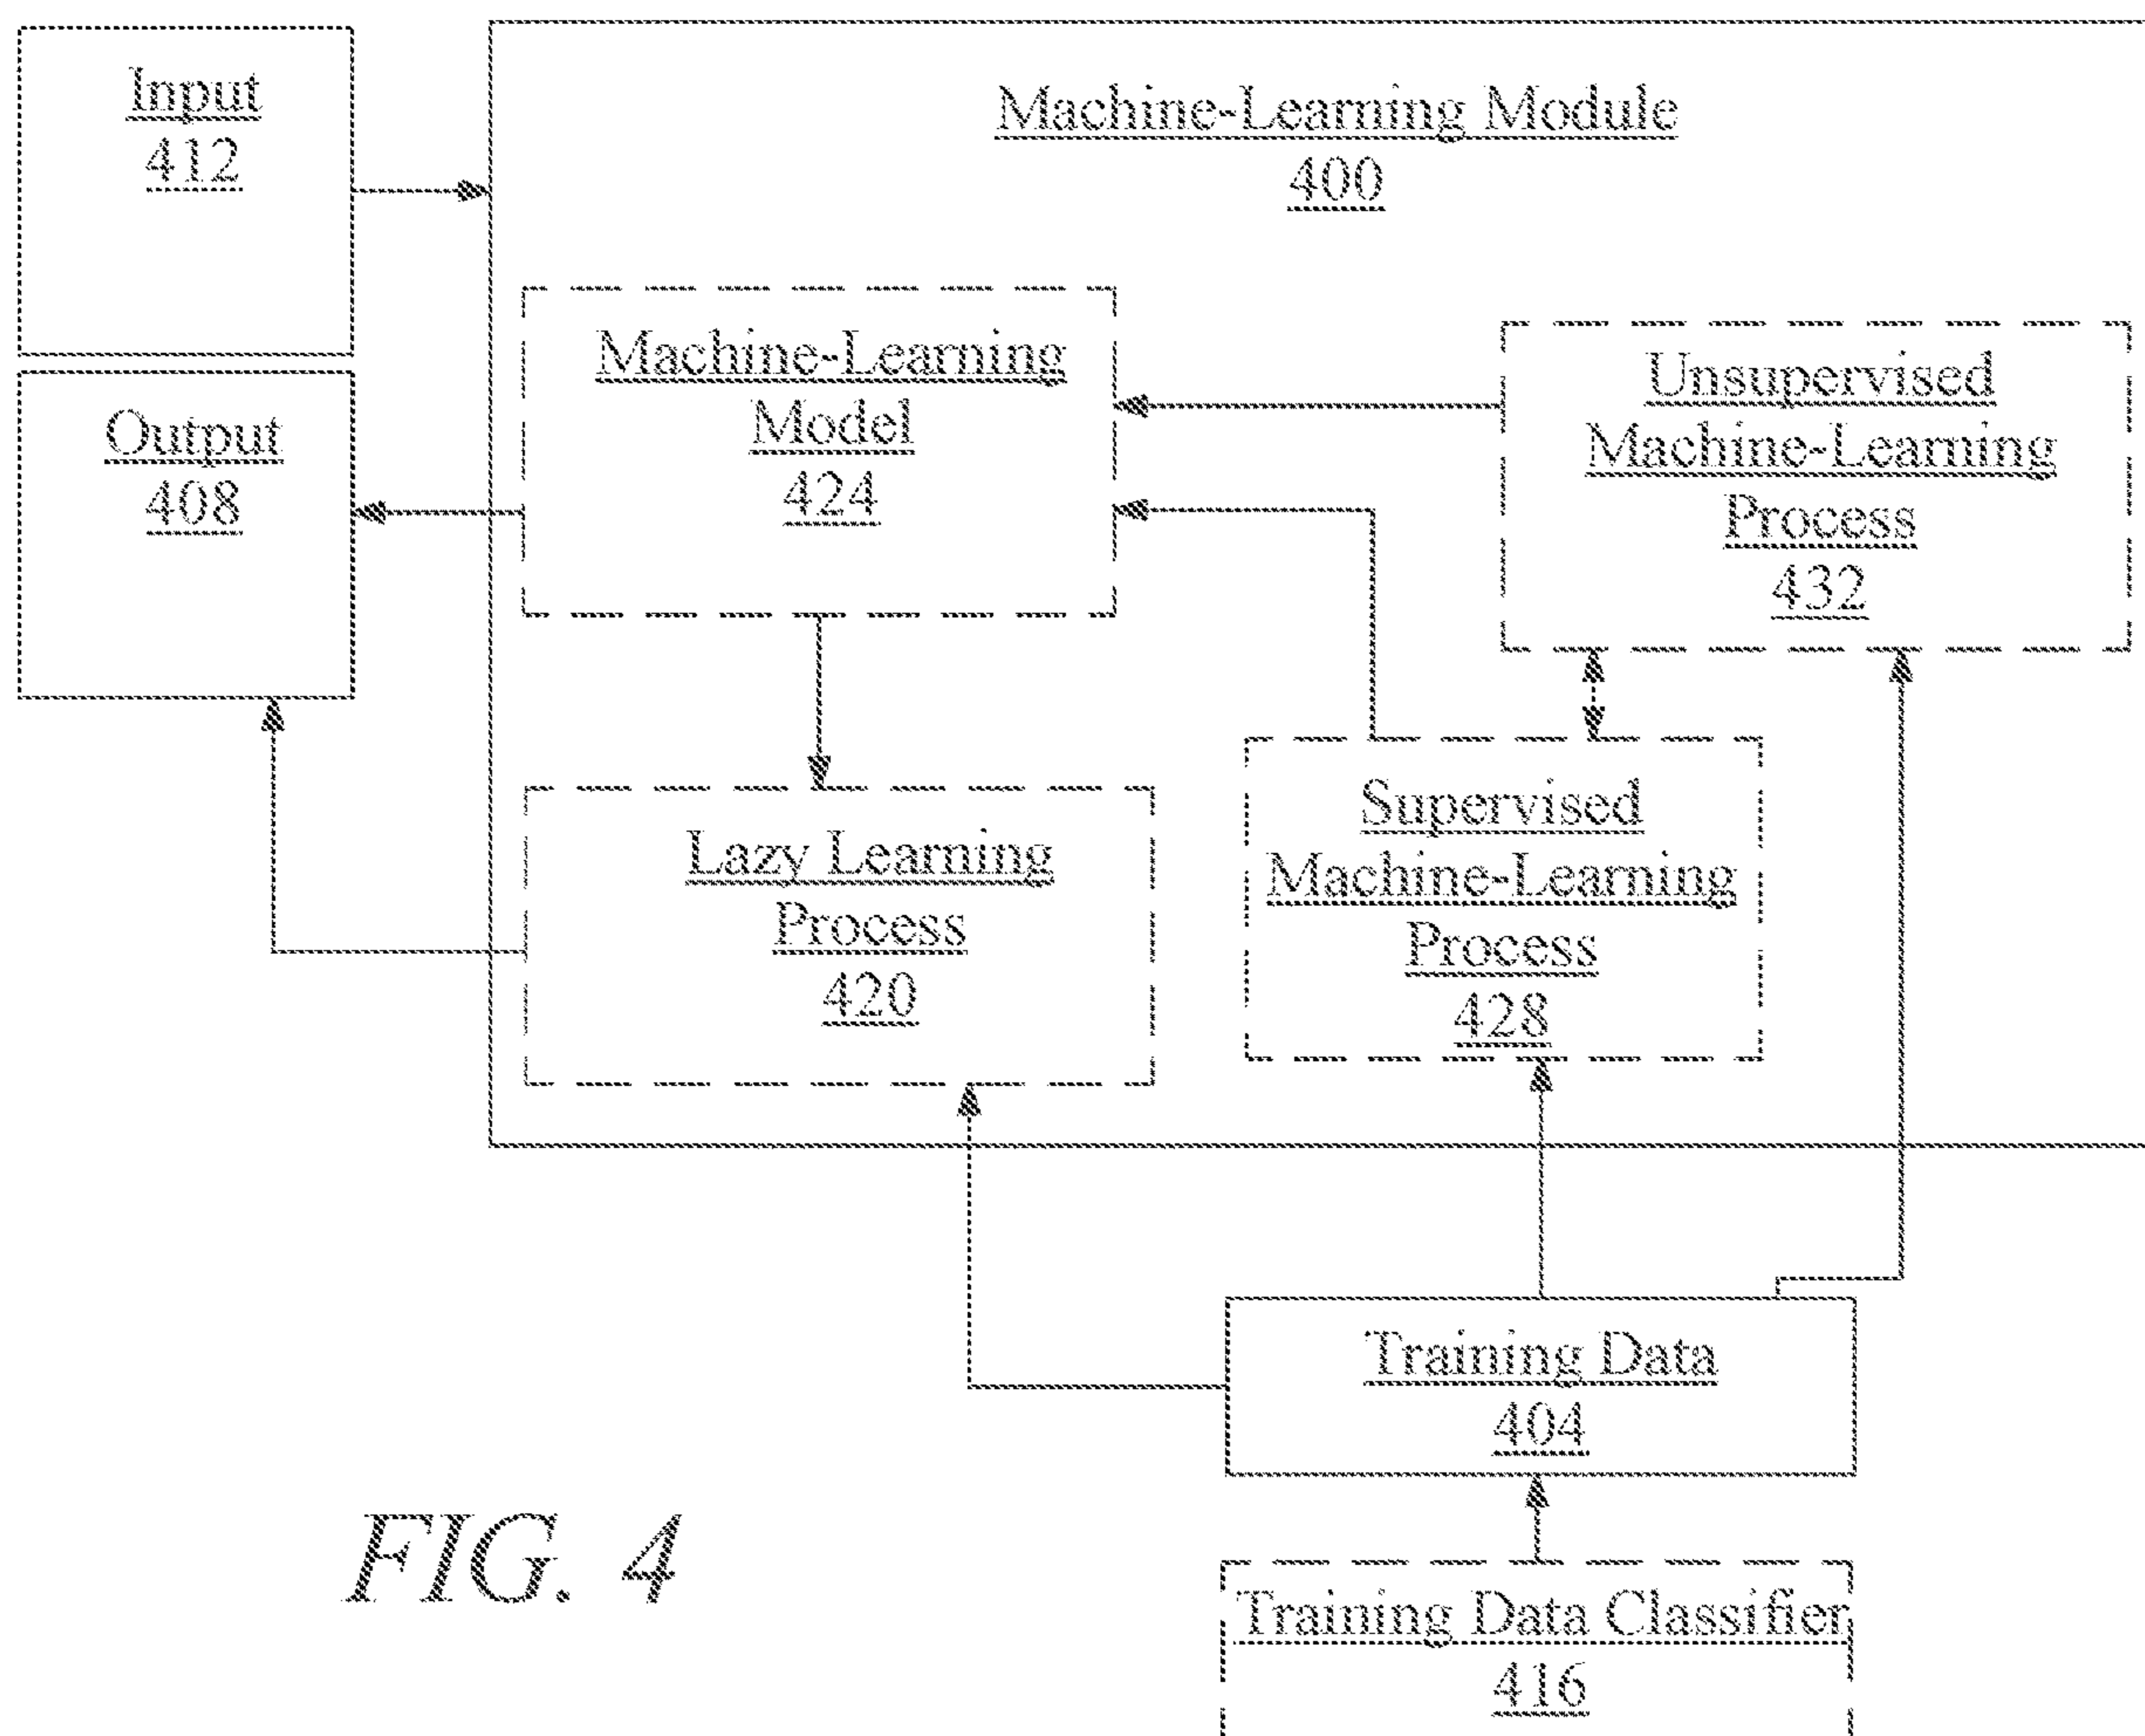 Input
412
Machine-Learning Module
400
Output
408
Machine-Learning
Model
424
Unsupervised
Machine-Learning
Process
432
Lazy Learning
Process
420
Supervised
Machine-Learning
Process
428
Training Data
404
Training Data Classifier
416
FIG. 4